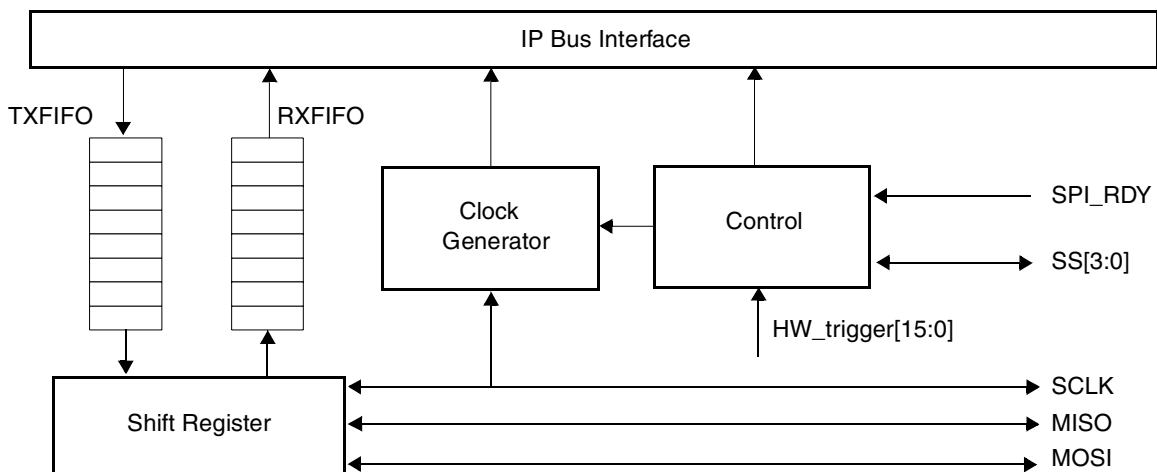 IP Bus Interface
TXFIFO
RXFIFO
Clock
Generator
Control
SPI_RDY
SS[3:0]
HW_trigger[15:0]
Shift Register
SCLK
MISO
MOSI